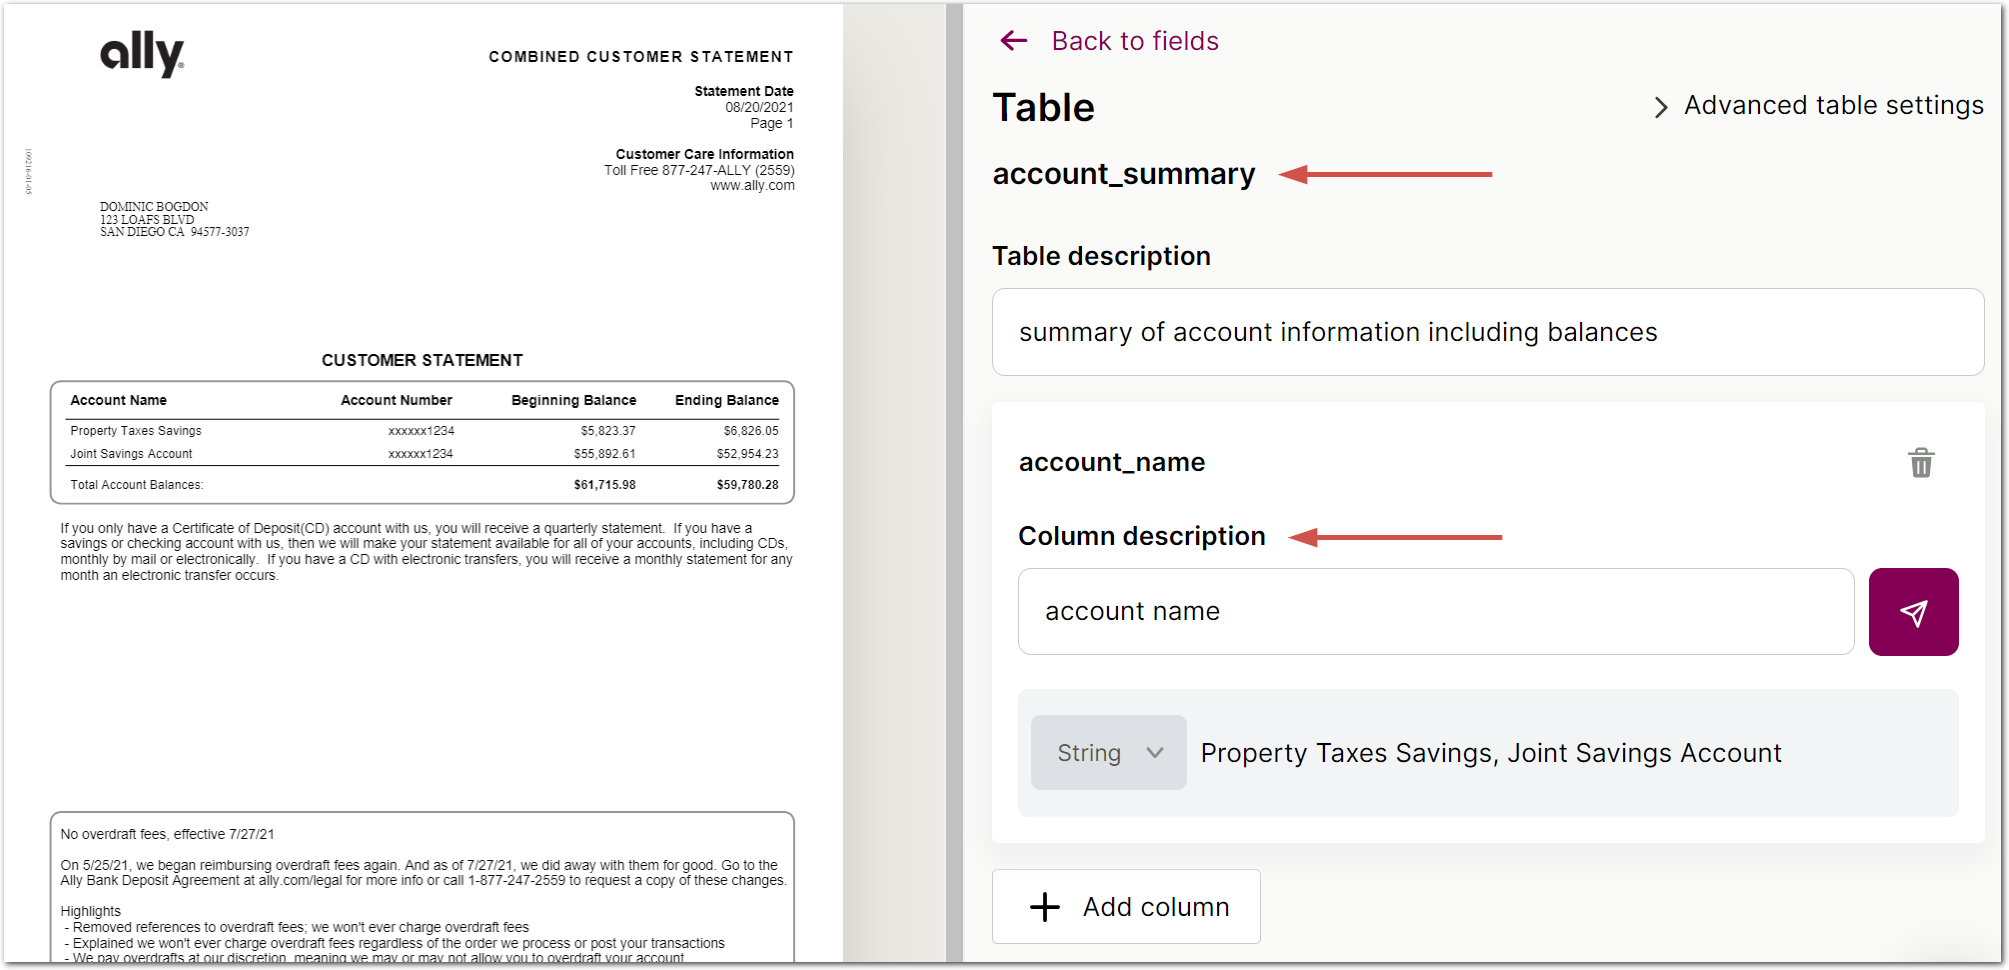 ally®
COMBINED CUSTOMER STATEMENT
Statement Date
08/20/2021
Page 1
Customer Care Information
Toll Free 877-247-ALLY (2559)
www.ally.com
109216-01-05
DOMINIC BOGDON
123 LOAFS BLVD
SAN DIEGO CA 94577-3037
CUSTOMER STATEMENT
Account Name Account Number Beginning Balance Ending Balance
Property Taxes Savings xxxxxx1234 $5,823.37 $6,826.05
Joint Savings Account xxxxxx1234 $55,892.61 $52,954.23
Total Account Balances: $61,715.98 $59,780.28
If you only have a Certificate of Deposit(CD) account with us, you will receive a quarterly statement. If you have a
savings or checking account with us, then we will make your statement available for all of your accounts, including CDs,
monthly by mail or electronically. If you have a CD with electronic transfers, you will receive a monthly statement for any
month an electronic transfer occurs.
No overdraft fees, effective 7/27/21
On 5/25/21, we began reimbursing overdraft fees again. And as of 7/27/21, we did away with them for good. Go to the
Ally Bank Deposit Agreement at ally.com/legal for more info or call 1-877-247-2559 to request a copy of these changes.
Highlights
- Removed references to overdraft fees; we won't ever charge overdraft fees
- Explained we won't ever charge overdraft fees regardless of the order we process or post your transactions
- We pay overdrafts at our discretion, meaning we may or may not allow you to overdraft your account
Back to fields
Table
Advanced table settings
account_summary
Table description
summary of account information including balances
account_name
Column description
account name
String
Property Taxes Savings, Joint Savings Account
Add column